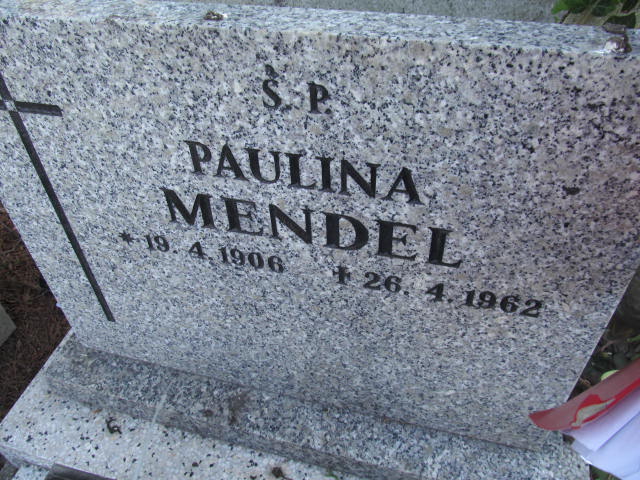 Ś. P.
PAULINA
MENDEL
* 19. 4. 1906 ✝ 26. 4. 1962